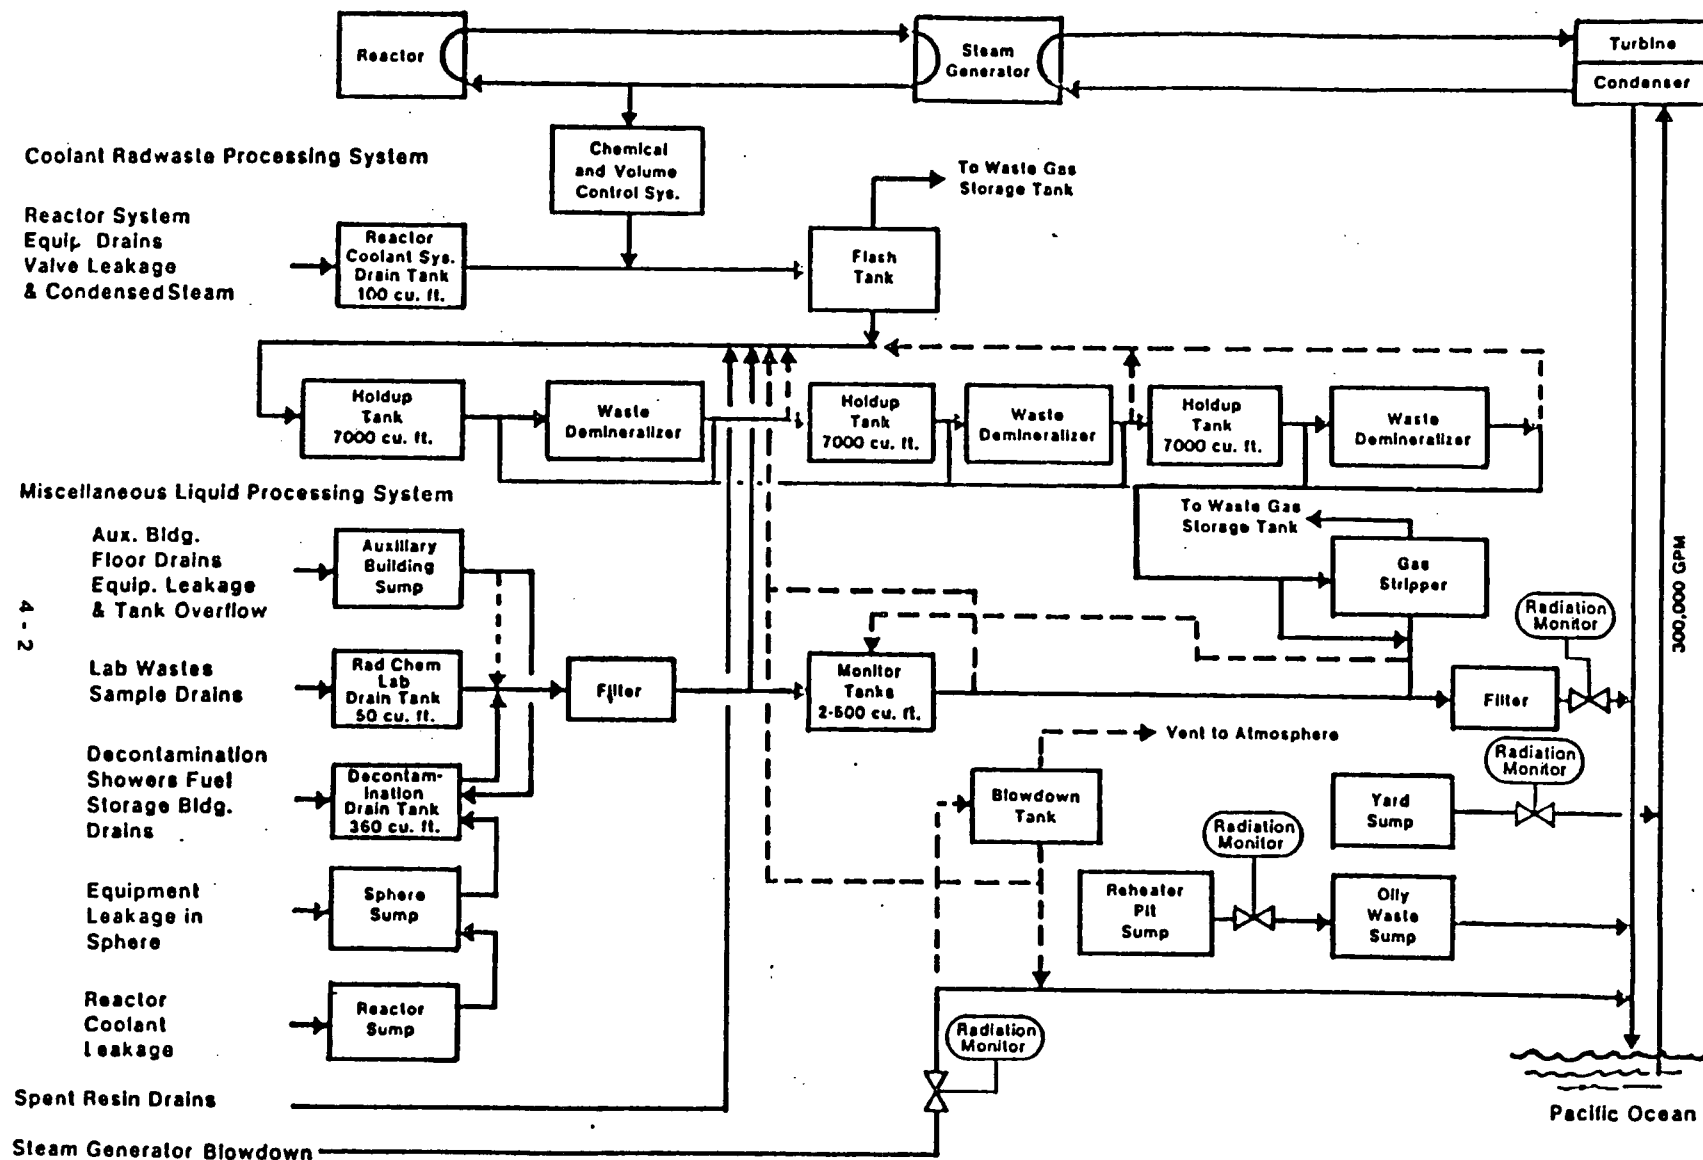 Reactor
Steam
Generator
Turbine
Condenser
Coolant Radwaste Processing System
Chemical
and Volume
Control Sys.
To Waste Gas
Storage Tank
Reactor System
Equip. Drains
Valve Leakage
& Condensed Steam
Reactor
Coolant Sys.
Drain Tank
100 cu. ft.
Flash
Tank
Holdup
Tank
7000 cu. ft.
Waste
Demineralizer
Holdup
Tank
7000 cu. ft.
Waste
Demineralizer
Holdup
Tank
7000 cu. ft.
Waste
Demineralizer
Miscellaneous Liquid Processing System
To Waste Gas
Storage Tank
Aux. Bldg.
Floor Drains
Equip. Leakage
& Tank Overflow
Auxillary
Building
Sump
Gas
Stripper
300,000 GPM
4-2
Radiation
Monitor
Lab Wastes
Sample Drains
Rad Chem
Lab
Drain Tank
50 cu. ft.
Filter
Monitor
Tanks
2-500 cu. ft.
Filter
Vent to Atmosphere
Decontamination
Showers Fuel
Storage Bldg.
Drains
Decontam-
ination
Drain Tank
360 cu. ft.
Blowdown
Tank
Radiation
Monitor
Yard
Sump
Radiation
Monitor
Equipment
Leakage in
Sphere
Sphere
Sump
Reheater
Pit
Sump
Oily
Waste
Sump
Reactor
Coolant
Leakage
Reactor
Sump
Radiation
Monitor
Spent Resin Drains
Pacific Ocean
Steam Generator Blowdown